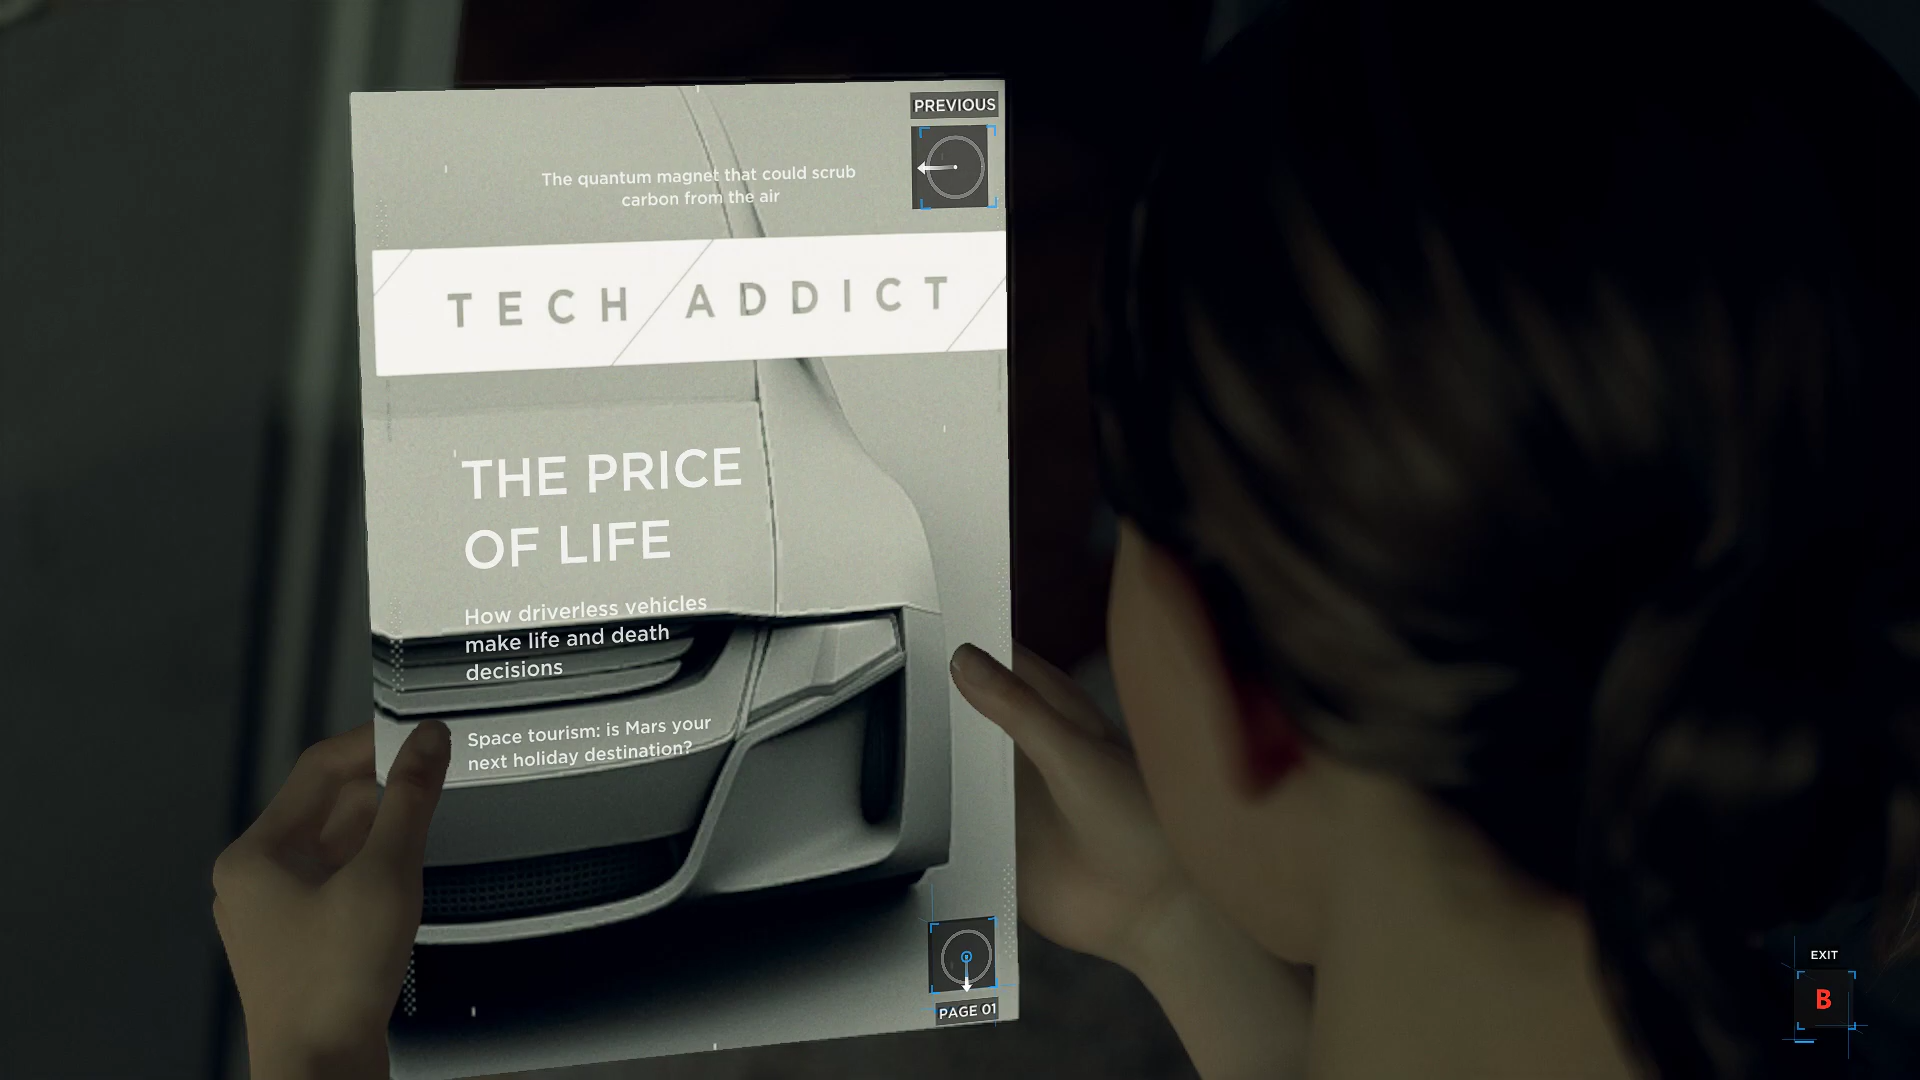 PREVIOUS
The quantum magnet that could scrub
carbon from the air
TECH ADDICT
THE PRICE
OF LIFE
How driverless vehicles
make life and death
decisions
Space tourism: is Mars your
next holiday destination?
PAGE 01
EXIT
B